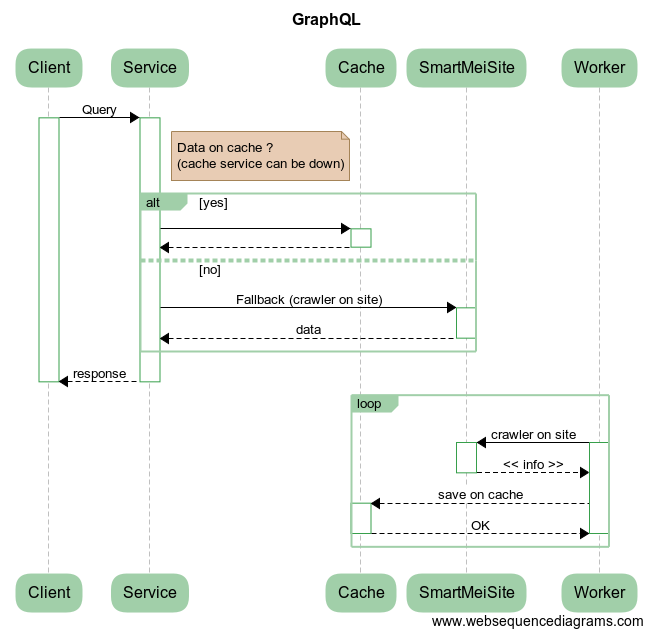 GraphQL
Client Service Cache SmartMeiSite Worker
Query
Data on cache ?
(cache service can be down)
alt [yes]
[no]
Fallback (crawler on site)
data
response
loop
crawler on site
<< info >>
save on cache
OK
Client Service Cache SmartMeiSite Worker
www.websequencediagrams.com